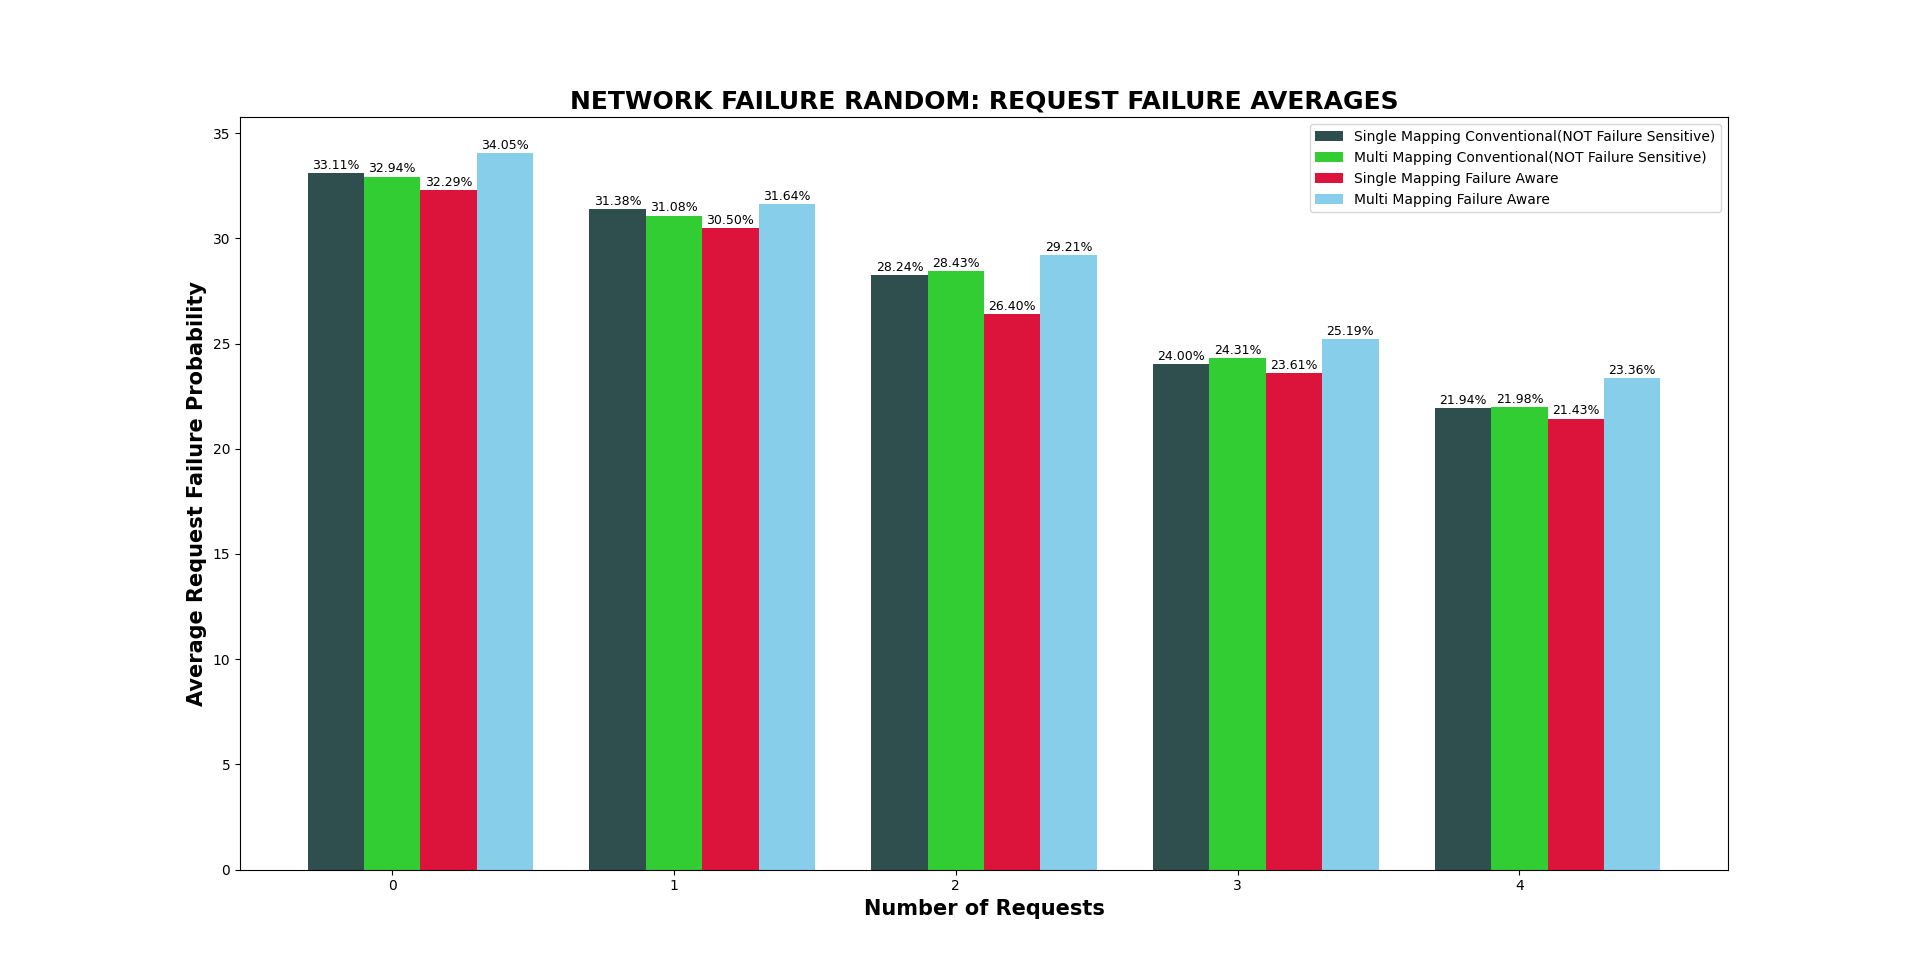 NETWORK FAILURE RANDOM: REQUEST FAILURE AVERAGES
Single Mapping Conventional(NOT Failure Sensitive)
Multi Mapping Conventional(NOT Failure Sensitive)
Single Mapping Failure Aware
Multi Mapping Failure Aware
Average Request Failure Probability
35
30
25
20
15
10
5
0
33.11% 32.94% 32.29% 34.05%
31.38% 31.08% 30.50% 31.64%
28.24% 28.43% 26.40% 29.21%
24.00% 24.31% 23.61% 25.19%
21.94% 21.98% 21.43% 23.36%
0 1 2 3 4
Number of Requests